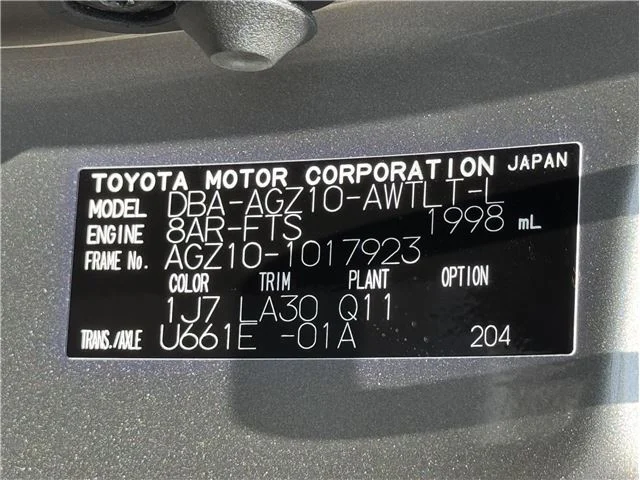 TOYOTA MOTOR CORPORATION JAPAN
MODEL DBA-AGZ10-AWTLT-L
ENGINE 8AR-FTS 1998 mL
FRAME No. AGZ10-1017923
COLOR TRIM PLANT OPTION
1J7 LA30 Q11
TRANS./AXLE U661E -01A 204